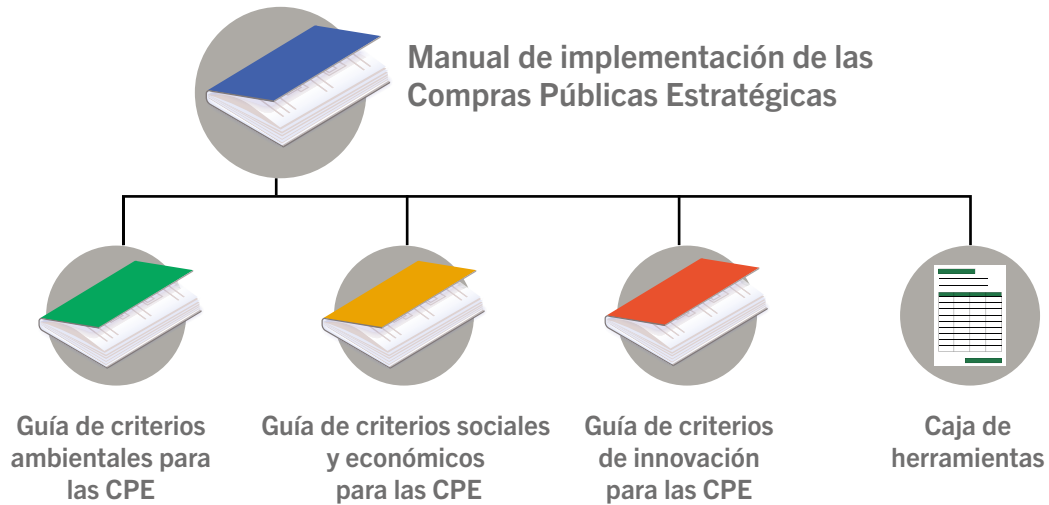 Manual de implementación de las
Compras Públicas Estratégicas
Guía de criterios
ambientales para
las CPE
Guía de criterios sociales
y económicos
para las CPE
Guía de criterios
de innovación
para las CPE
Caja de
herramientas